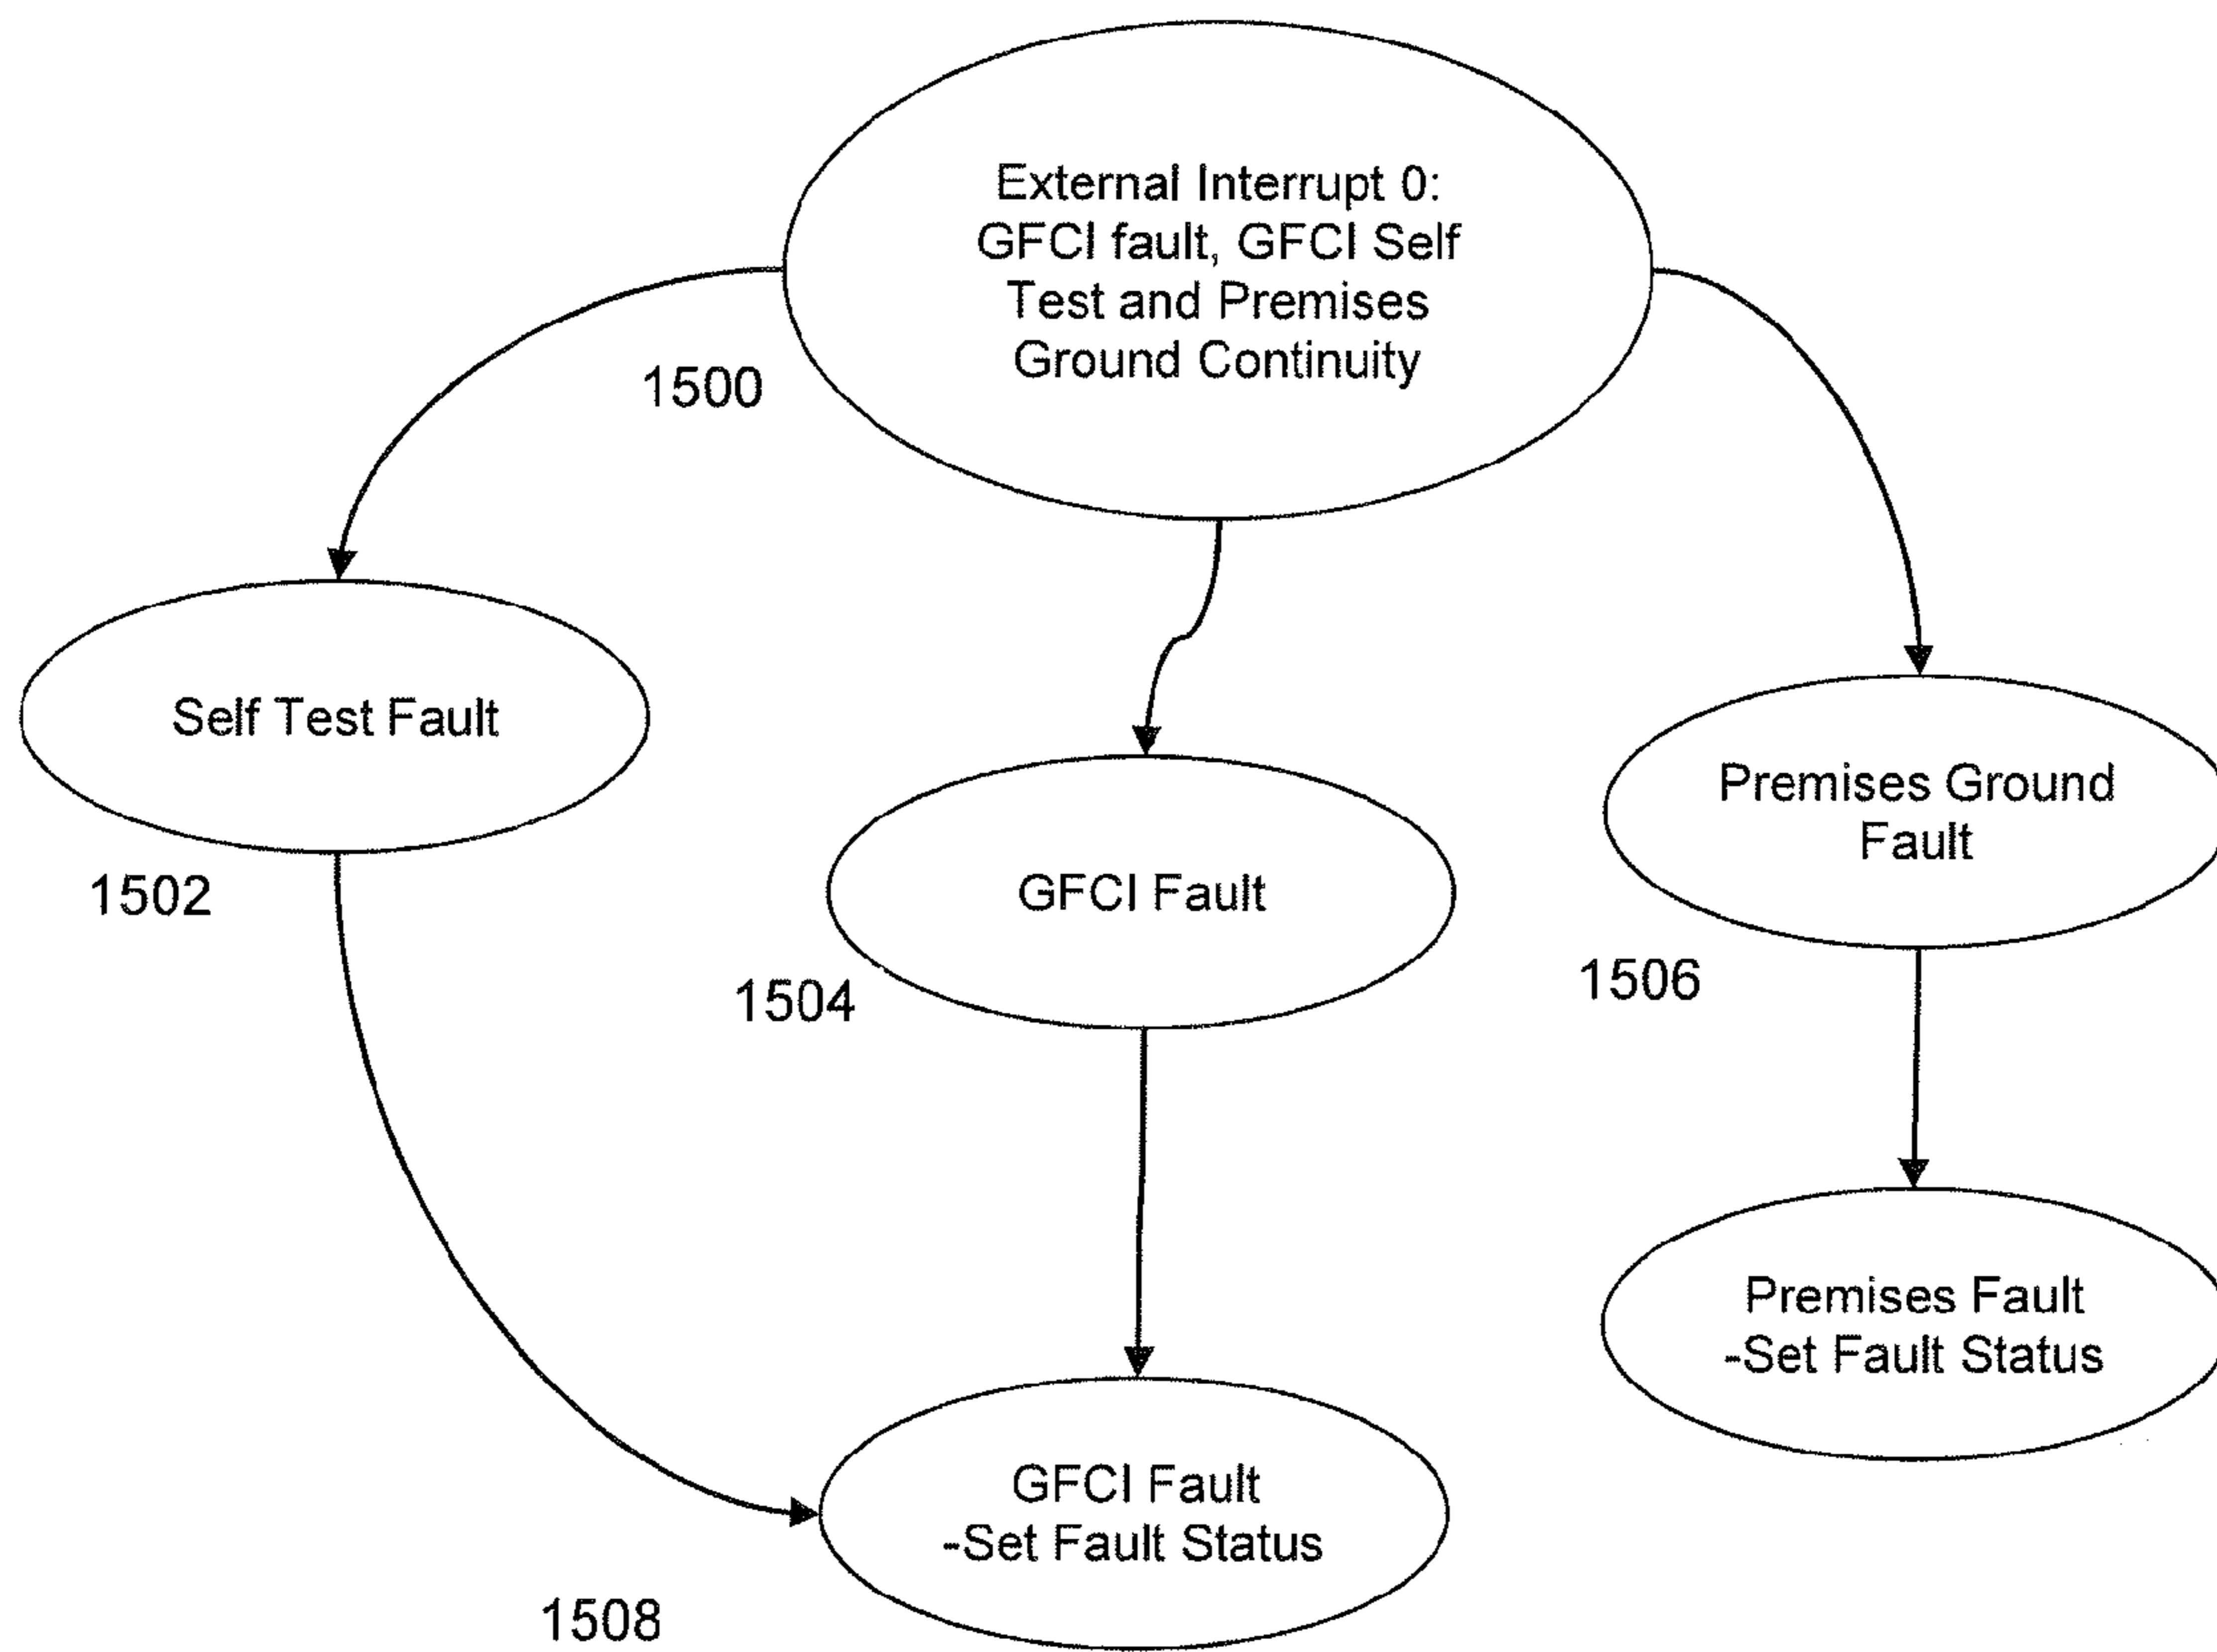 External Interrupt 0:
GFCI fault, GFCI Self
Test and Premises
Ground Continuity
1500
Self Test Fault
1502
GFCI Fault
1504
Premises Ground
Fault
1506
Premises Fault
-Set Fault Status
GFCI Fault
-Set Fault Status
1508